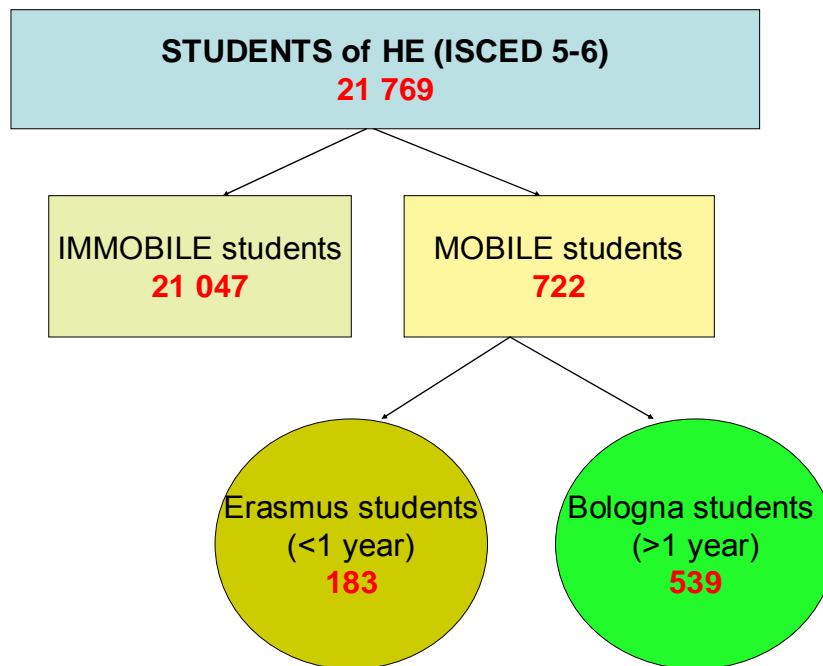 STUDENTS of HE (ISCED 5-6)
21 769
IMMOBILE students
21 047
MOBILE students
722
Erasmus students
(<1 year)
183
Bologna students
(>1 year)
539